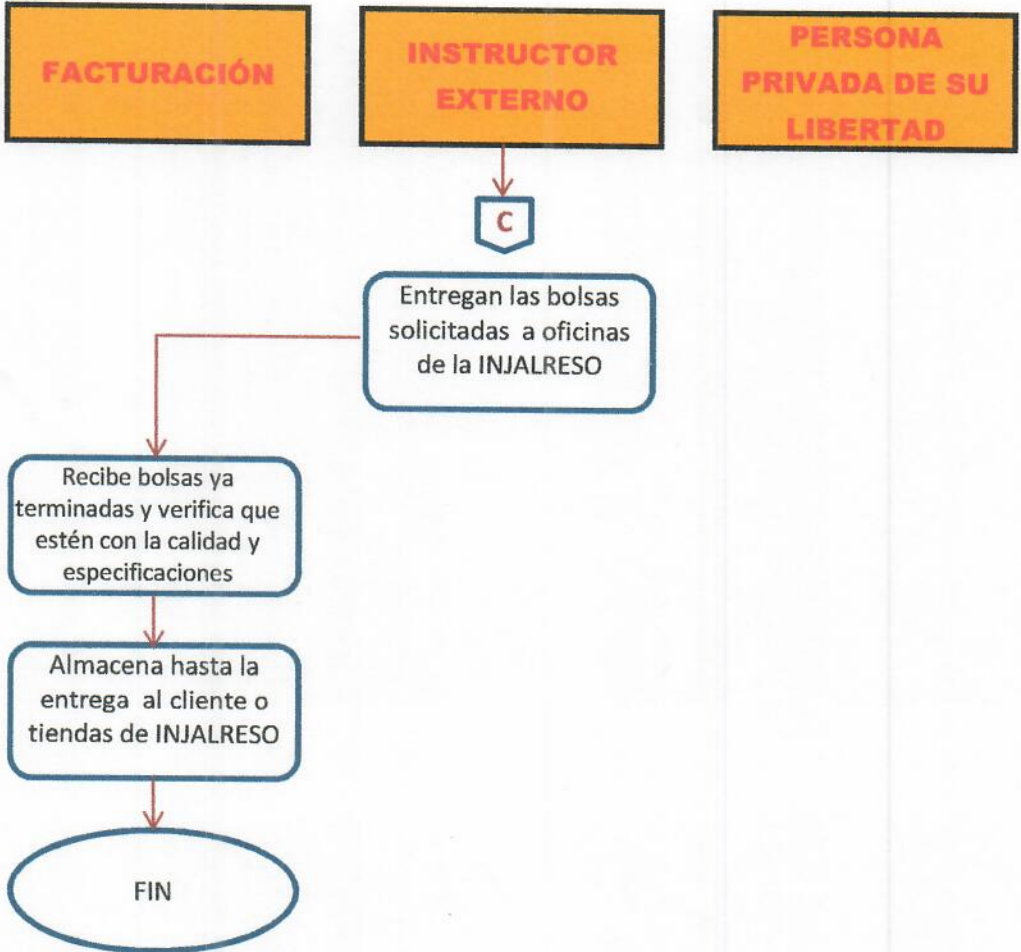 FACTURACIÓN
INSTRUCTOR
EXTERNO
PERSONA
PRIVADA DE SU
LIBERTAD
C
Entregan las bolsas
solicitadas a oficinas
de la INJALRESO
Recibe bolsas ya
terminadas y verifica que
estén con la calidad y
especificaciones
Almacena hasta la
entrega al cliente o
tiendas de INJALRESO
FIN